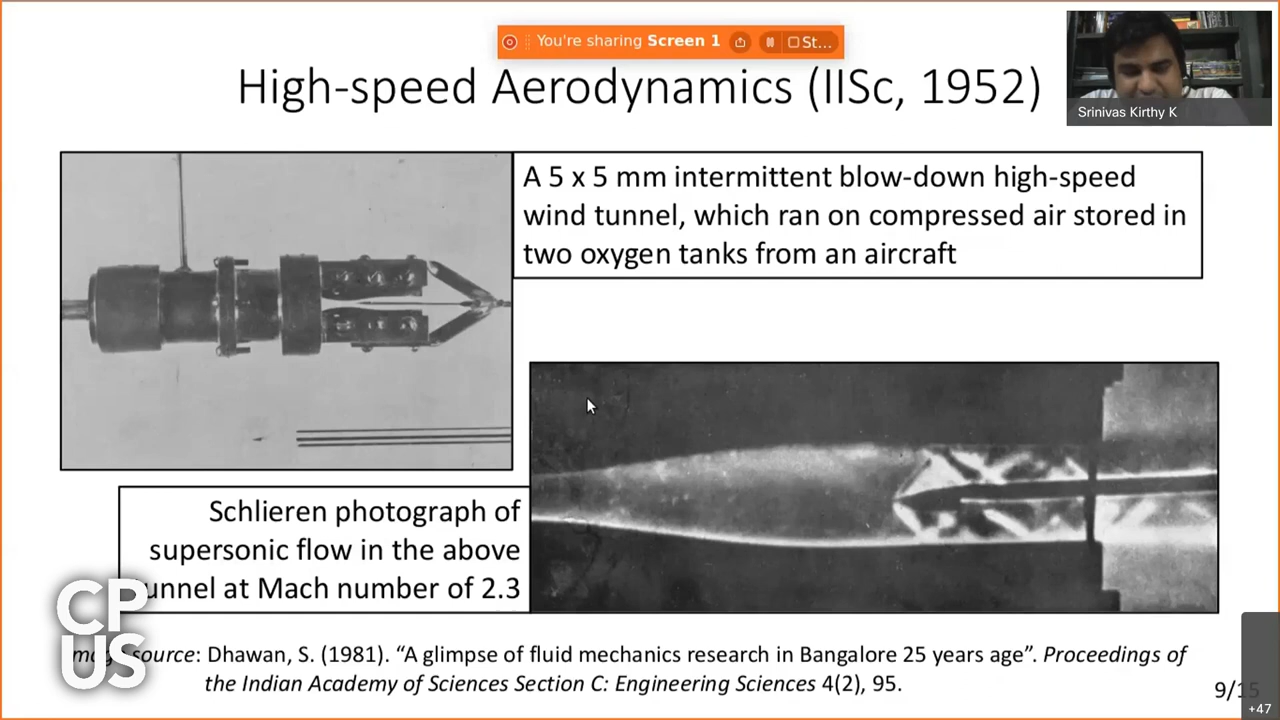 You're sharing Screen 1
St...
High-speed Aerodynamics (IISc, 1952)
Srinivas Kirthy K
A 5 x 5 mm intermittent blow-down high-speed
wind tunnel, which ran on compressed air stored in
two oxygen tanks from an aircraft
Schlieren photograph of
supersonic flow in the above
unnel at Mach number of 2.3
CP
US
source: Dhawan, S. (1981). “A glimpse of fluid mechanics research in Bangalore 25 years age”. Proceedings of
the Indian Academy of Sciences Section C: Engineering Sciences 4(2), 95.
9/15
+47